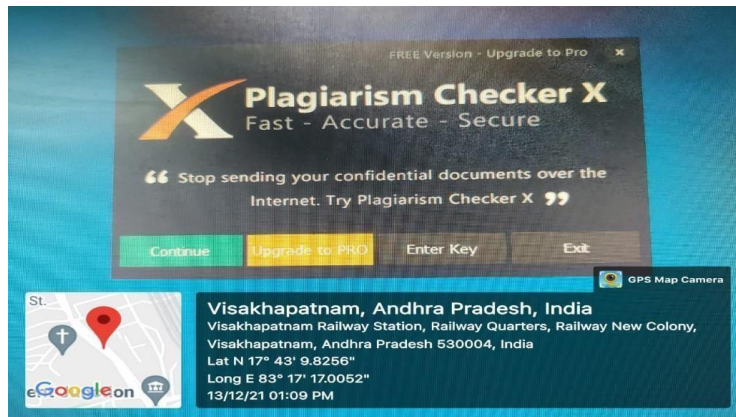 FREE Version - Upgrade to Pro x
Plagiarism Checker X
Fast - Accurate - Secure
“ Stop sending your confidential documents over the
Internet. Try Plagiarism Checker X ”
Continue Upgrade to PRO Enter Key Exit
GPS Map Camera
St.
Visakhapatnam, Andhra Pradesh, India
Visakhapatnam Railway Station, Railway Quarters, Railway New Colony,
Visakhapatnam, Andhra Pradesh 530004, India
Lat N 17° 43' 9.8256"
Long E 83° 17' 17.0052"
13/12/21 01:09 PM
Google